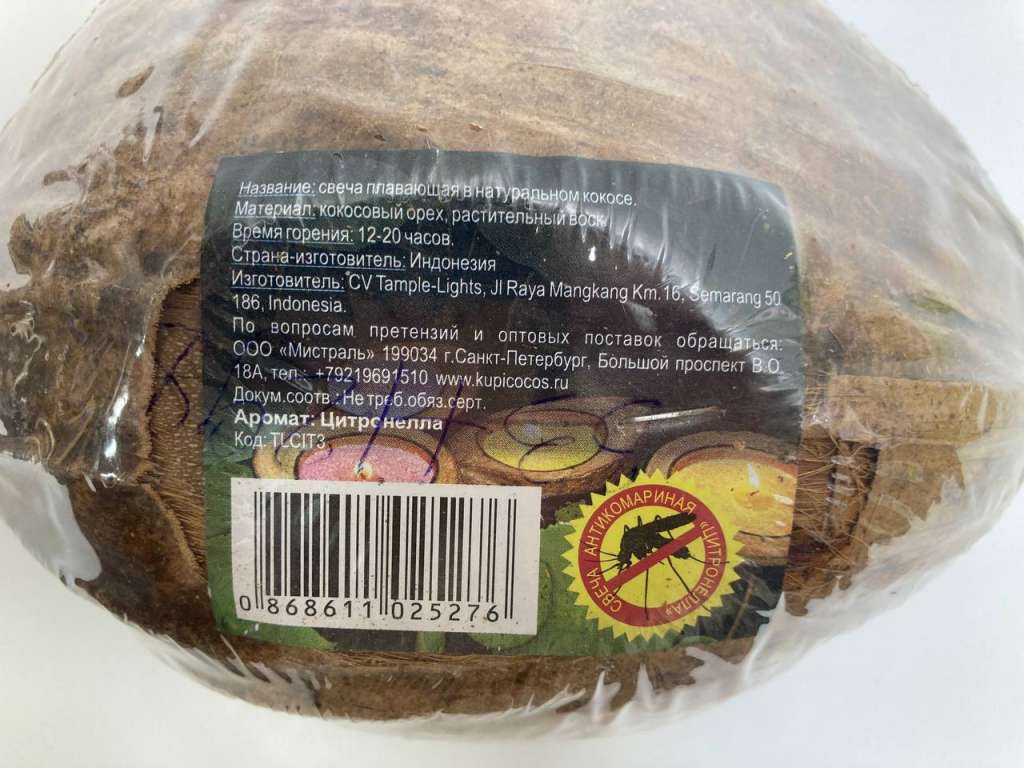 Название: свеча плавающая в натуральном кокосе.
Материал: кокосовый орех, растительный воск
Время горения: 12-20 часов.
Страна-изготовитель: Индонезия
Изготовитель: CV Tample-Lights, Jl Raya Mangkang Km.16, Semarang 50
186, Indonesia.
По вопросам претензий и оптовых поставок обращаться:
ООО «Мистраль» 199034 г.Санкт-Петербург, Большой проспект В.О.
18А, тел.: +79219691510 www.kupicocos.ru
Докум.соотв.: Не треб.обяз.серт.
Аромат: Цитронелла
Код: TLCIT3
СВЕЧА АНТИКОМАРИНАЯ «ЦИТРОНЕЛЛА»
0 868611 025276